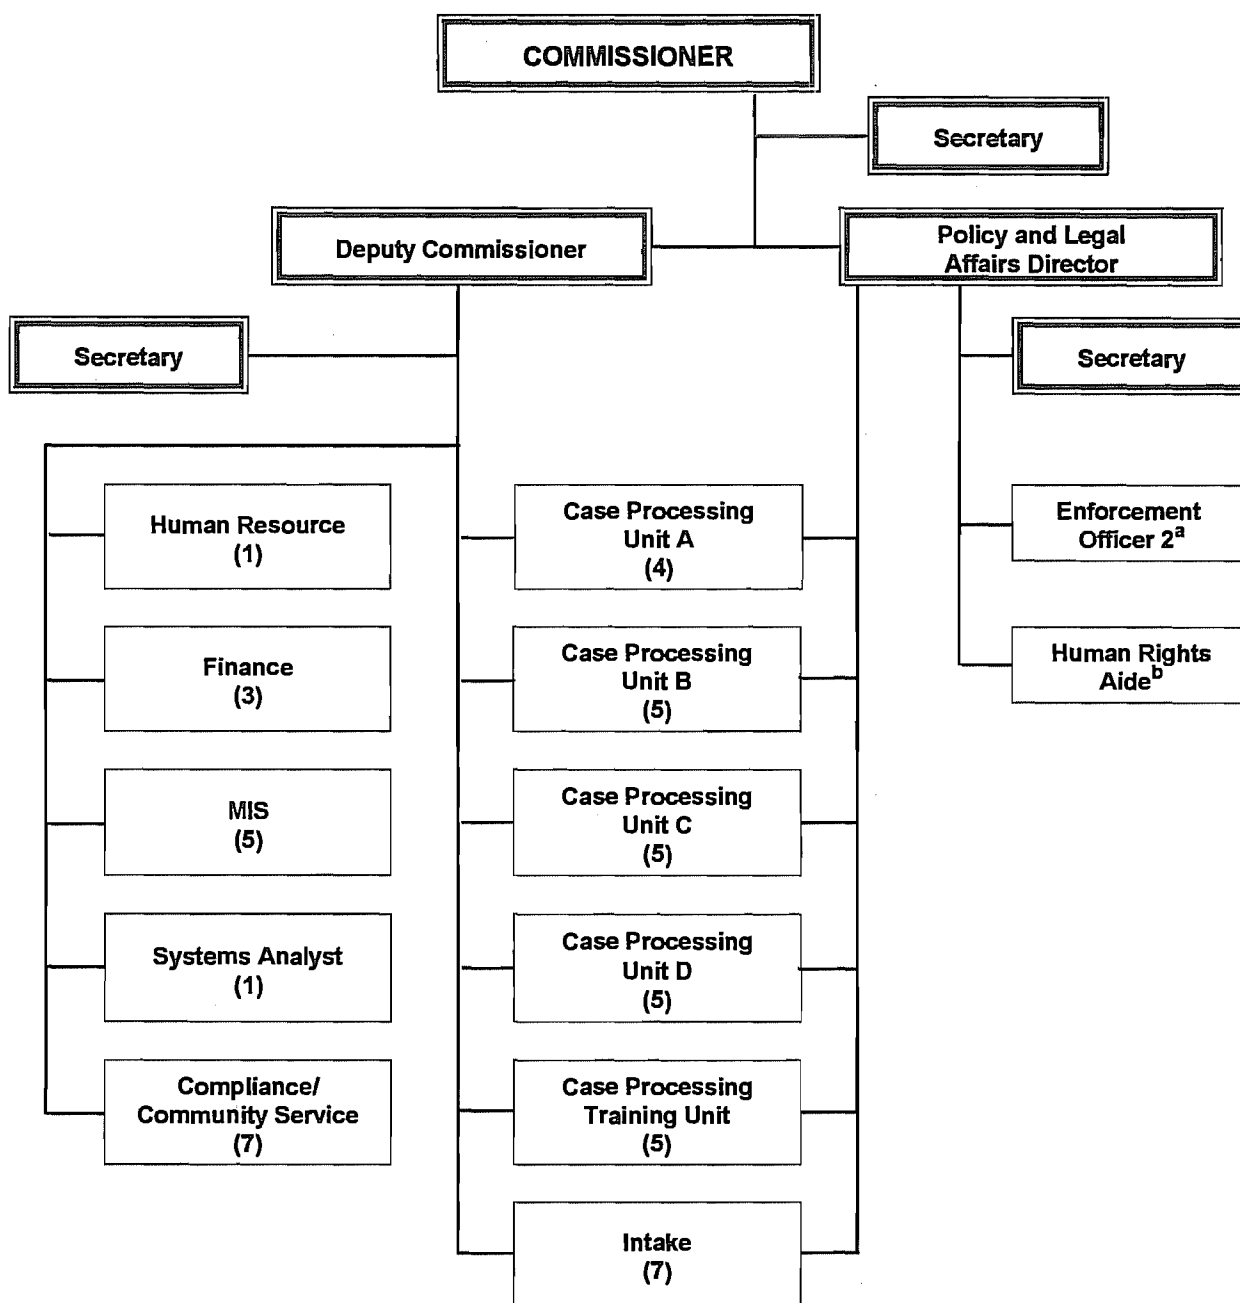 COMMISSIONER
Secretary
Deputy Commissioner
Policy and Legal
Affairs Director
Secretary
Secretary
Human Resource
(1)
Case Processing
Unit A
(4)
Enforcement
Officer 2a
Finance
(3)
Case Processing
Unit B
(5)
Human Rights
Aideb
MIS
(5)
Case Processing
Unit C
(5)
Systems Analyst
(1)
Case Processing
Unit D
(5)
Compliance/
Community Service
(7)
Case Processing
Training Unit
(5)
Intake
(7)